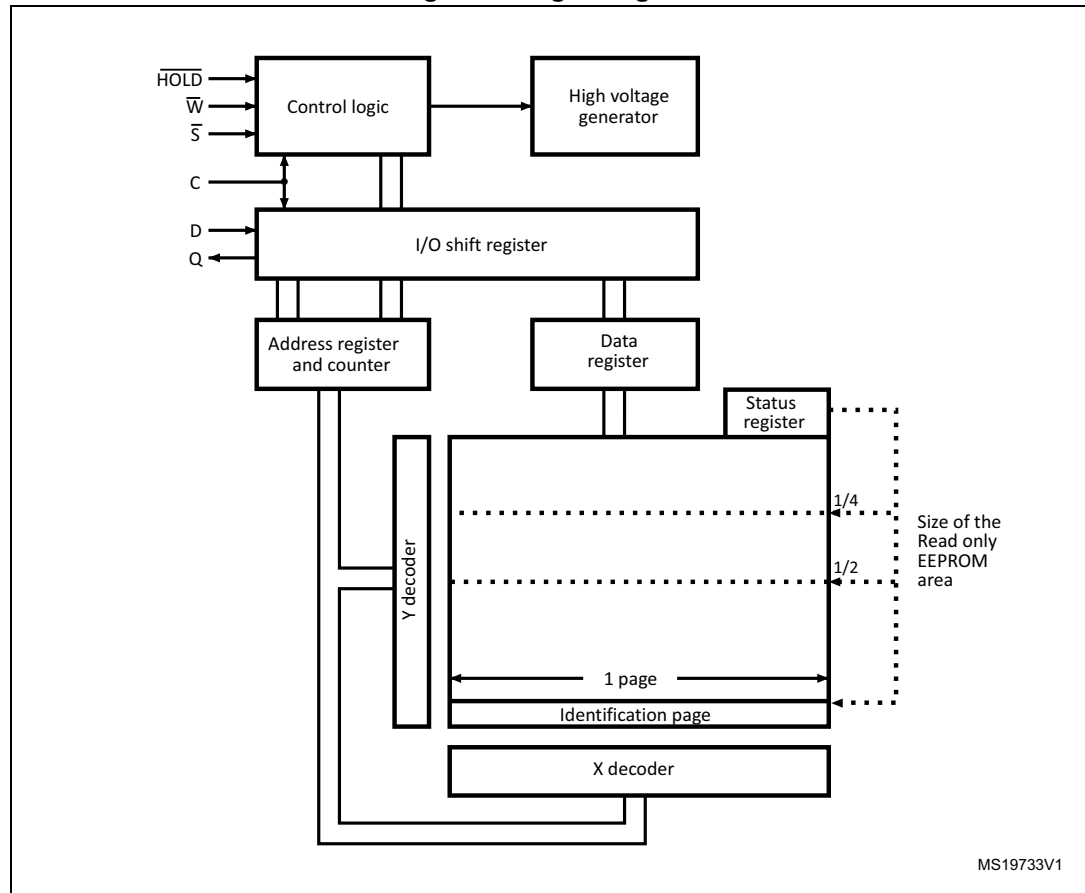 HOLD
W
S
C
D
Q
Control logic
High voltage
generator
I/O shift register
Address register
and counter
Data
register
Status
register
1/4
1/2
Size of the
Read only
EEPROM
area
Y decoder
1 page
Identification page
X decoder
MS19733V1